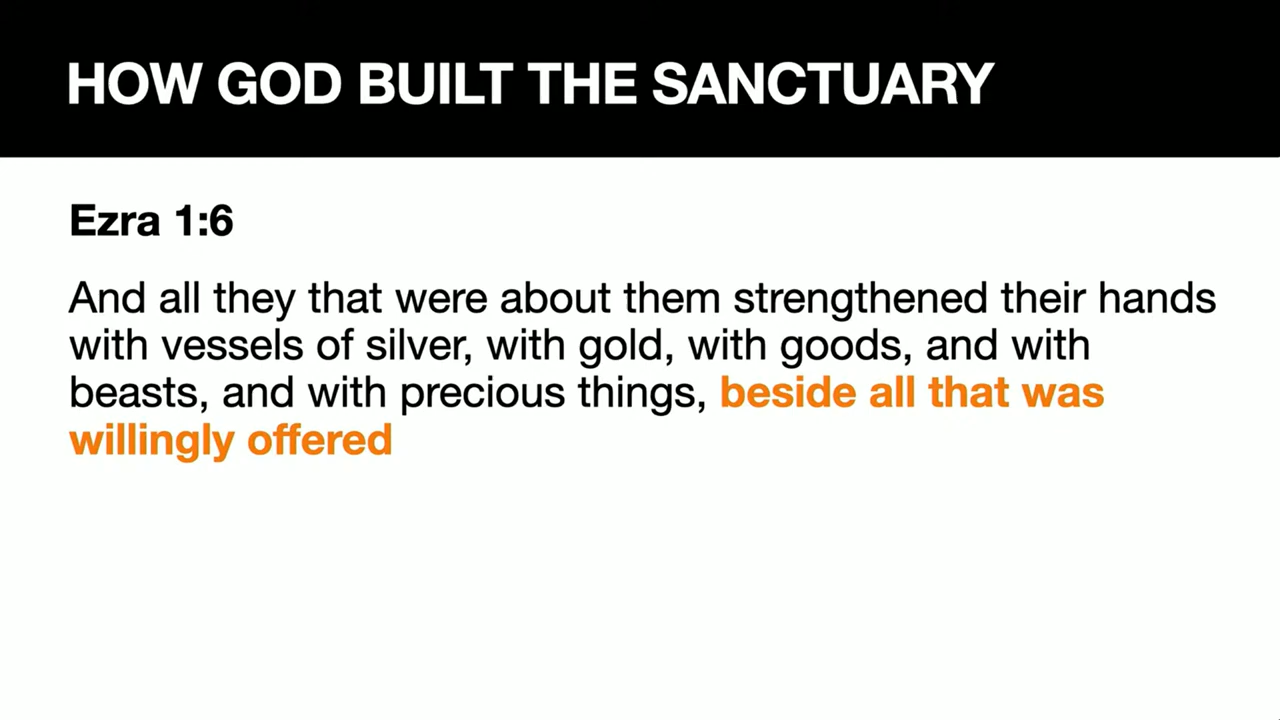 HOW GOD BUILT THE SANCTUARY
Ezra 1:6
And all they that were about them strengthened their hands
with vessels of silver, with gold, with goods, and with
beasts, and with precious things, beside all that was
willingly offered